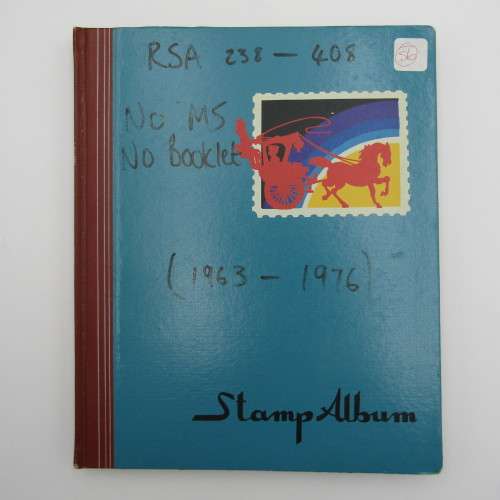 RSA 238 - 408
56
No MS
No Booklet
(1963 - 1976)
Stamp Album